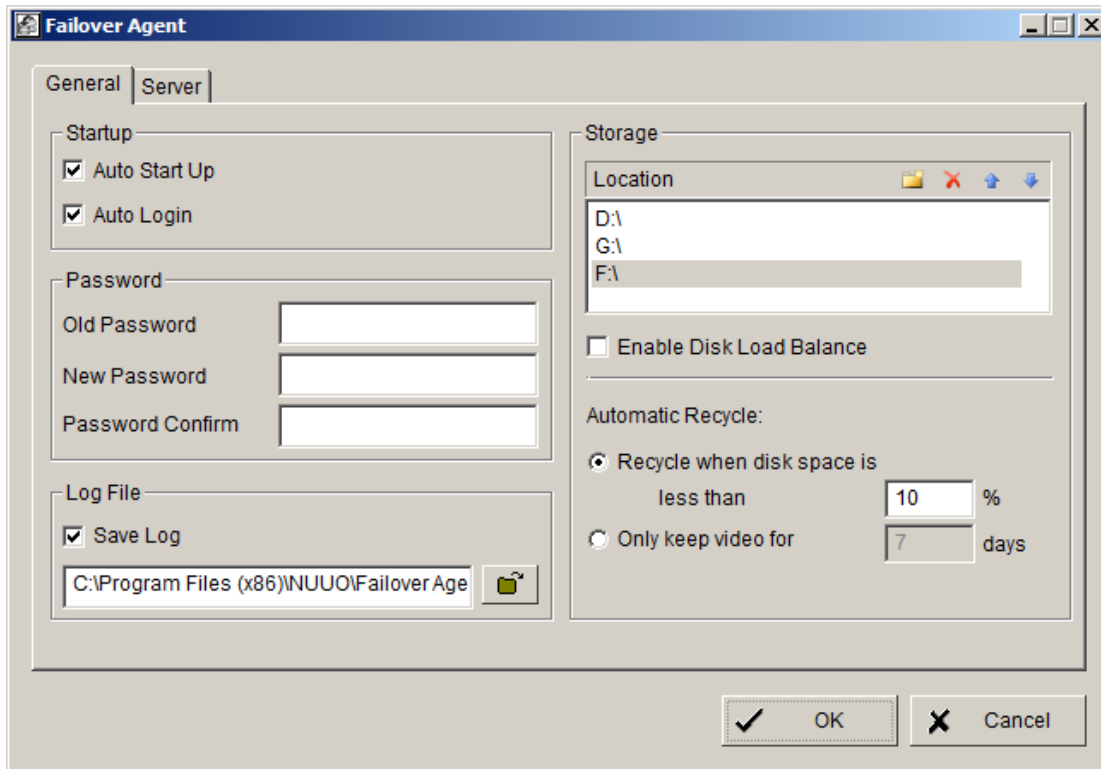 Failover Agent
General
Server
Startup
Auto Start Up
Auto Login
Password
Old Password
New Password
Password Confirm
Log File
Save Log
C:\Program Files (x86)\NUUO\Failover Age
Storage
Location
D:\
G:\
F:\
Enable Disk Load Balance
Automatic Recycle:
Recycle when disk space is
less than 10 %
Only keep video for 7 days
OK
Cancel